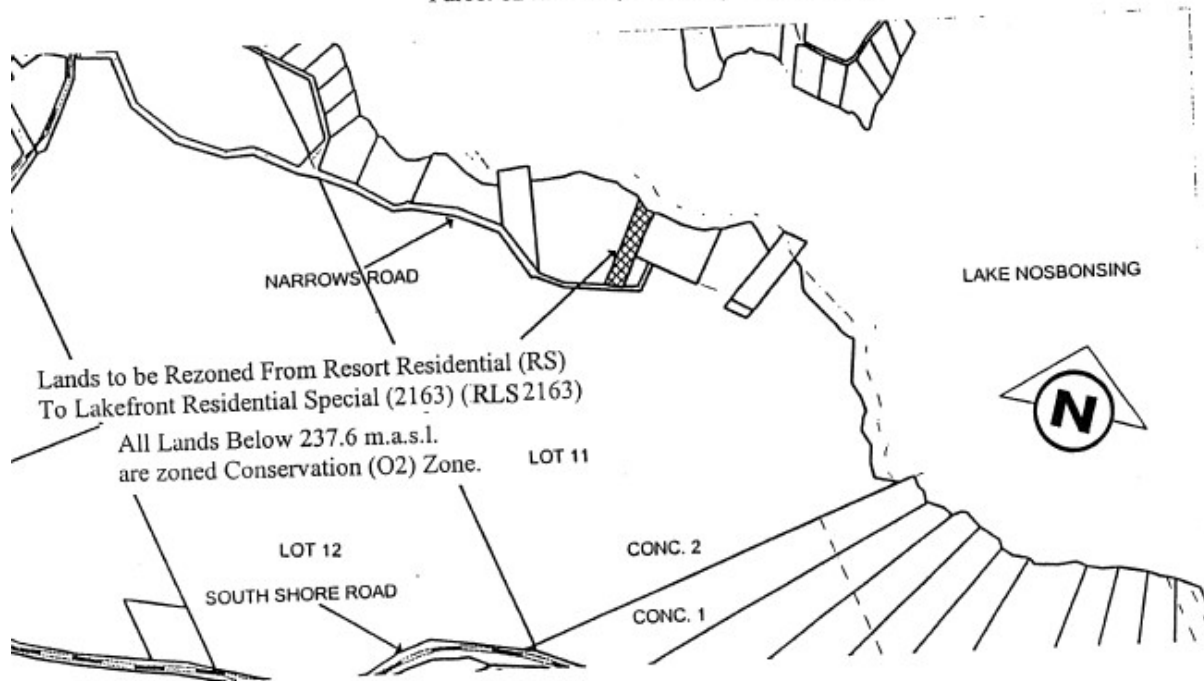 NARROWS ROAD
LAKE NOSBONSING
Lands to be Rezoned From Resort Residential (RS)
To Lakefront Residential Special (2163) (RLS 2163)
All Lands Below 237.6 m.a.s.l.
are zoned Conservation (O2) Zone.
N
LOT 11
LOT 12
CONC. 2
SOUTH SHORE ROAD
CONC. 1